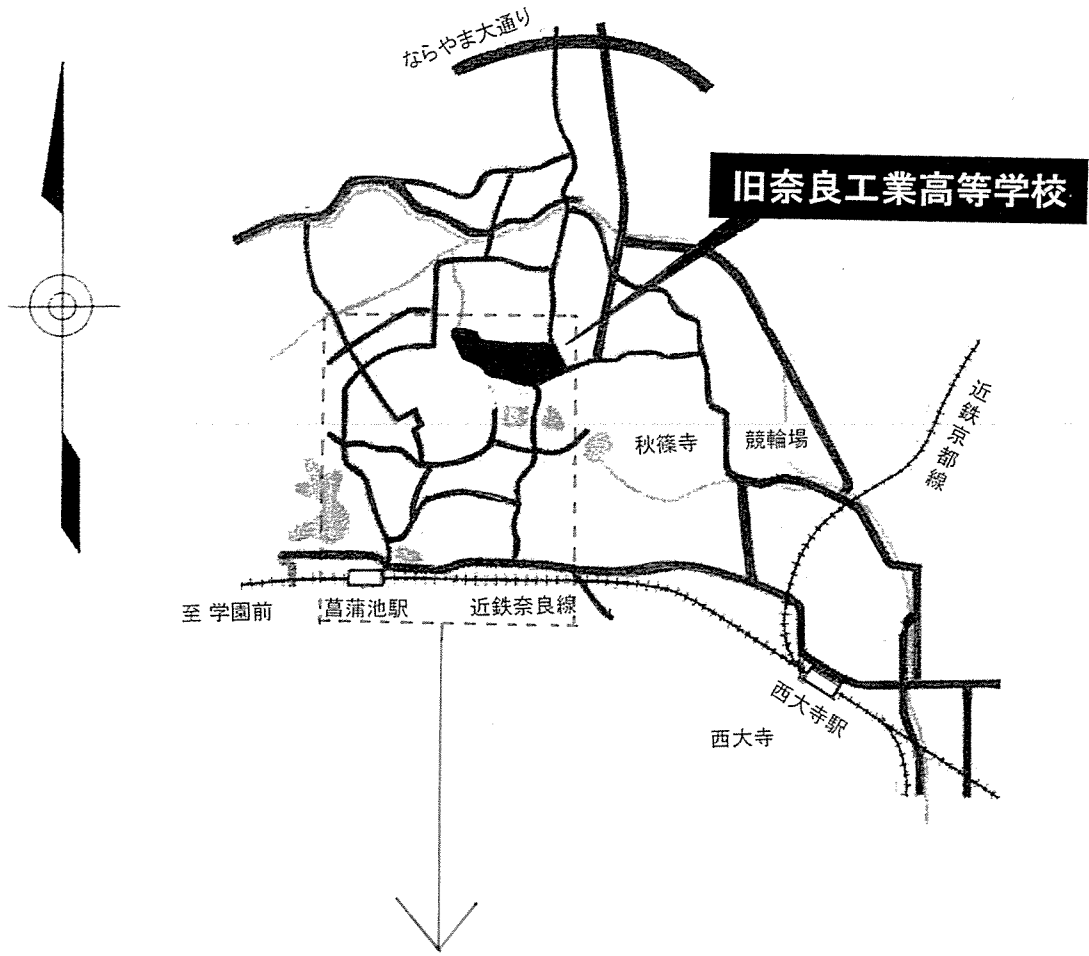 ならやま大通り
旧奈良工業高等学校
近鉄京都線
秋篠寺
競輪場
至 学園前
菖蒲池駅
近鉄奈良線
西大寺駅
西大寺